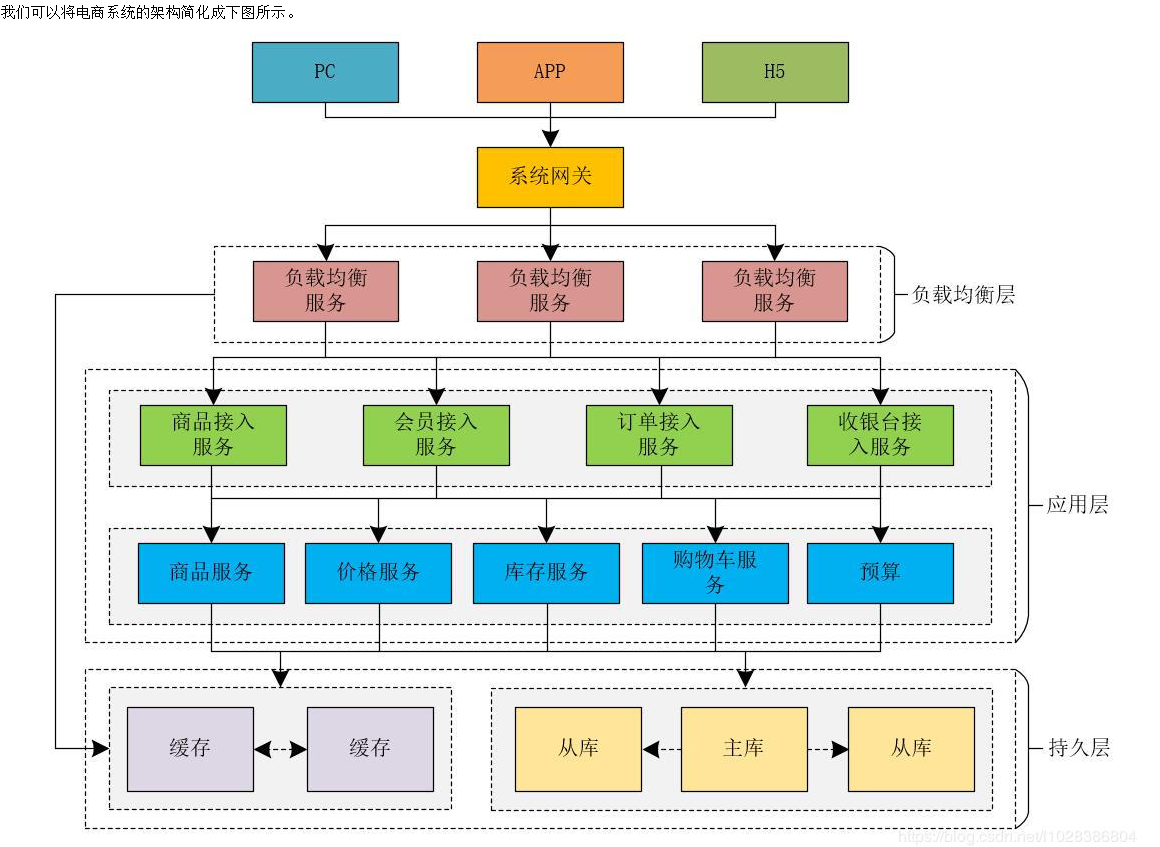 我们可以将电商系统的架构简化成下图所示。
PC
APP
H5
系统网关
负载均衡
服务
负载均衡
服务
负载均衡
服务
负载均衡层
商品接入
服务
会员接入
服务
订单接入
服务
收银台接
入服务
应用层
商品服务
价格服务
库存服务
购物车服
务
预算
缓存
缓存
从库
主库
从库
持久层
https://blog.csdn.net/l1028386804